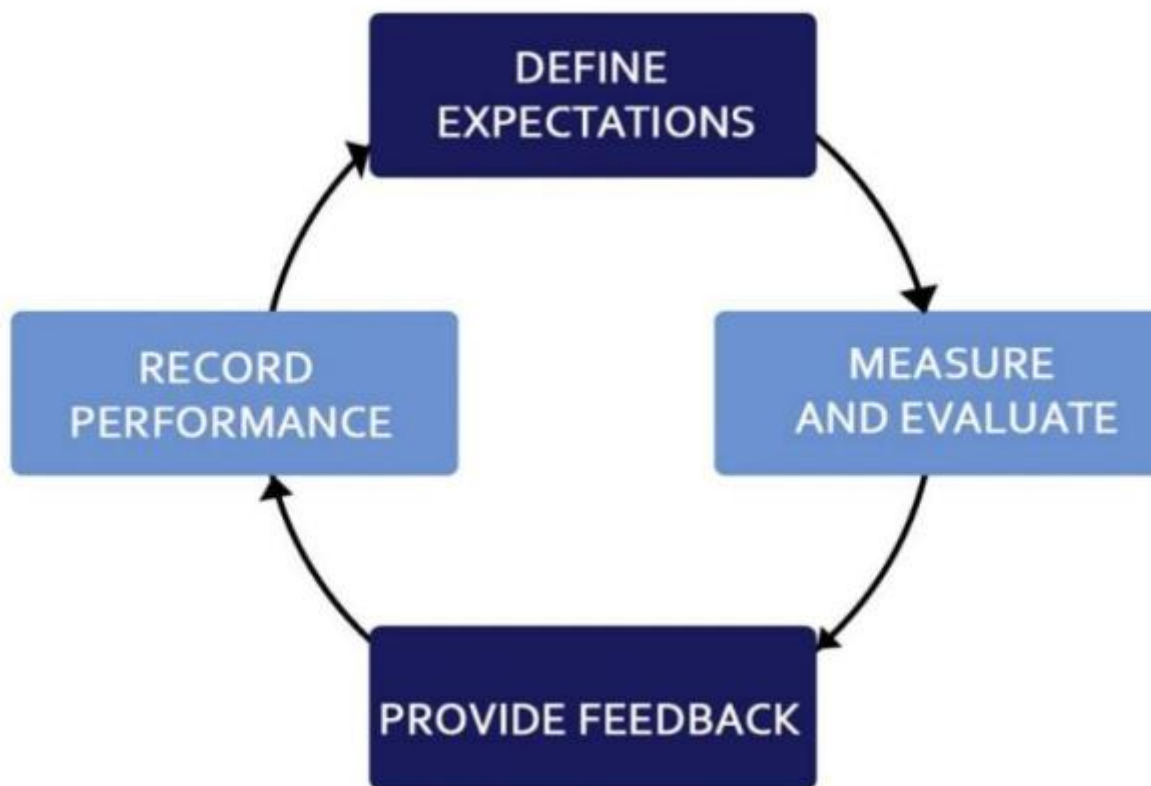 DEFINE
EXPECTATIONS
MEASURE
AND EVALUATE
PROVIDE FEEDBACK
RECORD
PERFORMANCE